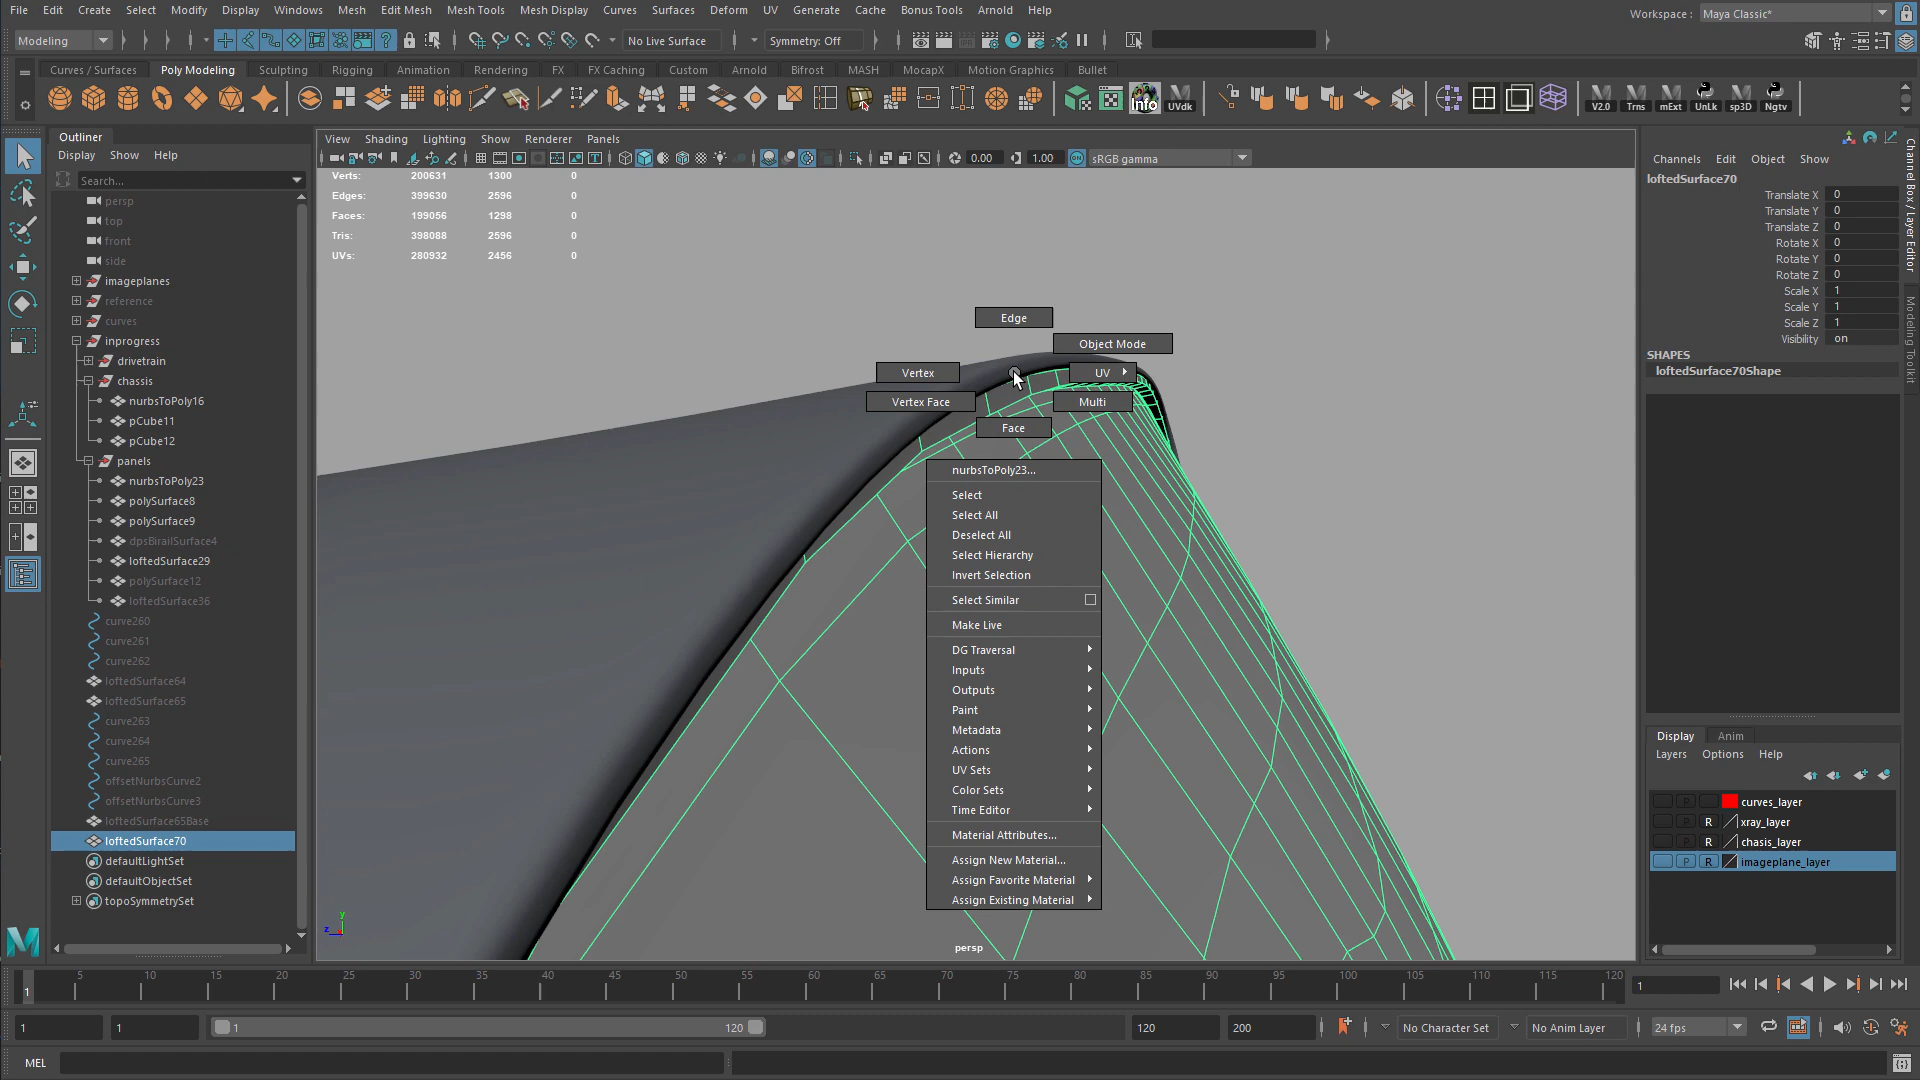 File Edit Create Select Modify Display Windows Mesh Edit Mesh Mesh Tools Mesh Display Curves Surfaces Deform UV Generate Cache Bonus Tools Arnold Help
Workspace : Maya Classic*
Modeling No Live Surface Symmetry: Off
Curves / Surfaces Poly Modeling Sculpting Rigging Animation Rendering FX FX Caching Custom Arnold Bifrost MASH MocapX Motion Graphics Bullet
Info UVdk V2.0 Trns mExt UnLk sp3D Ngtv
Outliner
Display Show Help
Search...
persp
top
front
side
imageplanes
reference
curves
inprogress
drivetrain
chassis
nurbsToPoly16
pCube11
pCube12
panels
nurbsToPoly23
polySurface8
polySurface9
dpsBirailSurface4
loftedSurface29
polySurface12
loftedSurface36
curve260
curve261
curve262
loftedSurface64
loftedSurface65
curve263
curve264
curve265
offsetNurbsCurve2
offsetNurbsCurve3
loftedSurface65Base
loftedSurface70
defaultLightSet
defaultObjectSet
topoSymmetrySet
View Shading Lighting Show Renderer Panels
0.00 1.00 sRGB gamma
Verts: 200631 1300 0
Edges: 399630 2596 0
Faces: 199056 1298 0
Tris: 398088 2596 0
UVs: 280932 2456 0
Edge
Object Mode
Vertex UV
Vertex Face Multi
Face
nurbsToPoly23...
Select
Select All
Deselect All
Select Hierarchy
Invert Selection
Select Similar
Make Live
DG Traversal
Inputs
Outputs
Paint
Metadata
Actions
UV Sets
Color Sets
Time Editor
Material Attributes...
Assign New Material...
Assign Favorite Material
Assign Existing Material
y
z
persp
Channels Edit Object Show
loftedSurface70
Translate X 0
Translate Y 0
Translate Z 0
Rotate X 0
Rotate Y 0
Rotate Z 0
Scale X 1
Scale Y 1
Scale Z 1
Visibility on
SHAPES
loftedSurface70Shape
Channel Box / Layer Editor
Modeling Toolkit
Display Anim
Layers Options Help
P curves_layer
P R xray_layer
P R chasis_layer
P R imageplane_layer
5 10 15 20 25 30 35 40 45 50 55 60 65 70 75 80 85 90 95 100 105 110 115 120
1 1
1 1 1 120 120 200 No Character Set No Anim Layer 24 fps
MEL